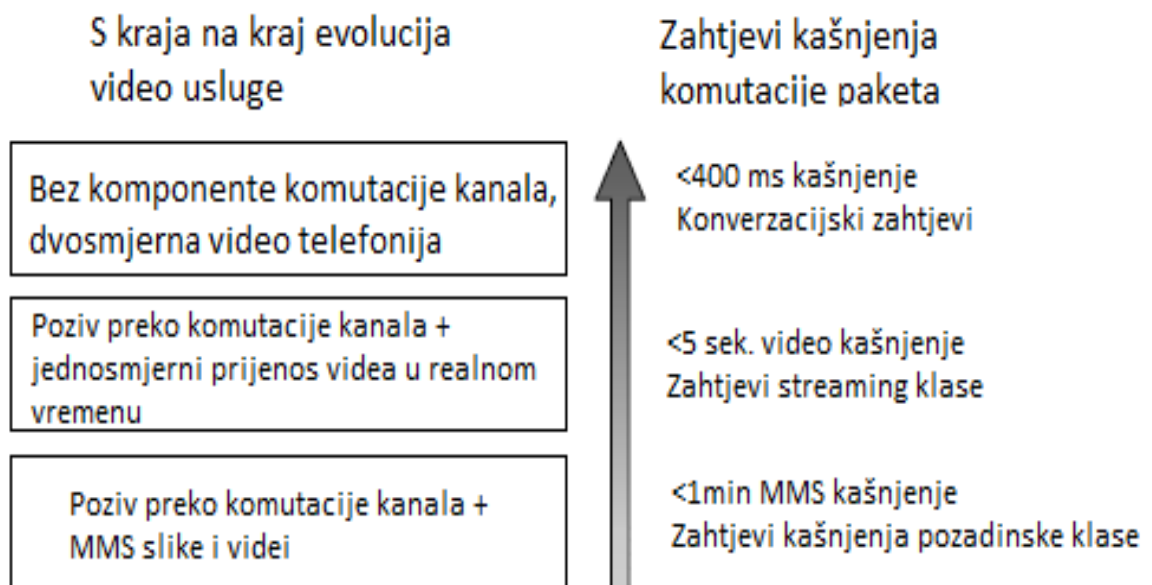 S kraja na kraj evolucija
video usluge
Zahtjevi kašnjenja
komutacije paketa
Bez komponente komutacije kanala,
dvosmjerna video telefonija
<400 ms kašnjenje
Konverzacijski zahtjevi
Poziv preko komutacije kanala +
jednosmjerni prijenos videa u realnom
vremenu
<5 sek. video kašnjenje
Zahtjevi streaming klase
Poziv preko komutacije kanala +
MMS slike i videi
<1min MMS kašnjenje
Zahtjevi kašnjenja pozadinske klase